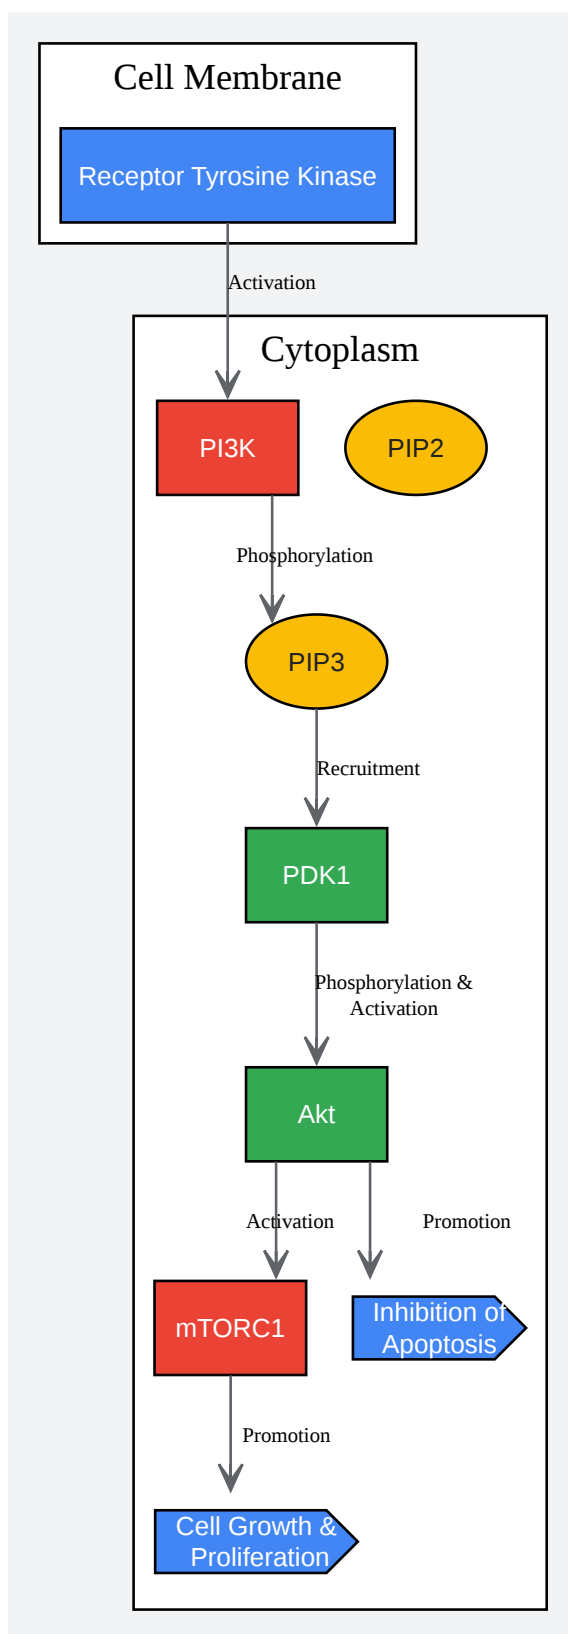 Cell Membrane
Receptor Tyrosine Kinase
Activation
Cytoplasm
PI3K
PIP2
Phosphorylation
PIP3
Recruitment
PDK1
Phosphorylation &
Activation
Akt
Activation
Promotion
mTORC1
Inhibition of
Apoptosis
Promotion
Cell Growth &
Proliferation